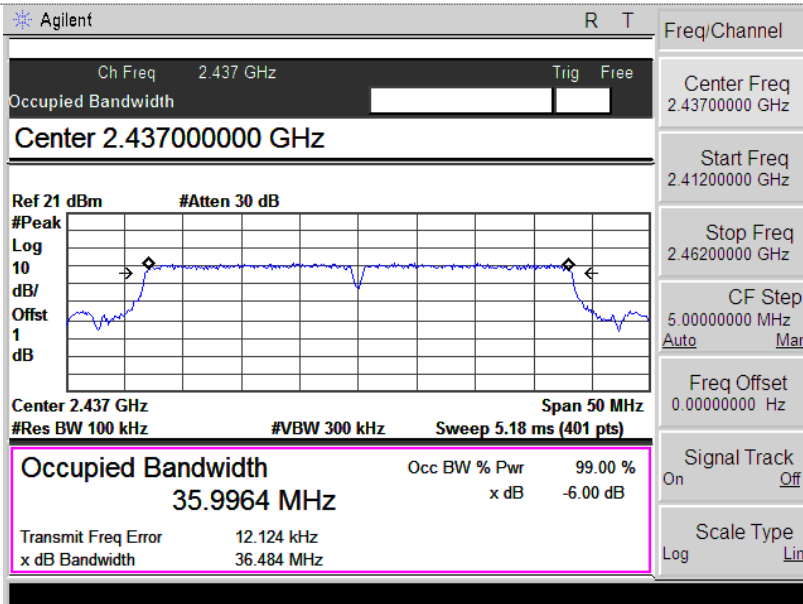 Agilent R T
Ch Freq 2.437 GHz Trig Free
Occupied Bandwidth
Center 2.437000000 GHz
Ref 21 dBm #Atten 30 dB
#Peak
Log
10
dB/
Offst
1
dB
Center 2.437 GHz Span 50 MHz
#Res BW 100 kHz #VBW 300 kHz Sweep 5.18 ms (401 pts)
Occupied Bandwidth Occ BW % Pwr 99.00 %
35.9964 MHz x dB -6.00 dB
Transmit Freq Error 12.124 kHz
x dB Bandwidth 36.484 MHz
Freq/Channel
Center Freq
2.43700000 GHz
Start Freq
2.41200000 GHz
Stop Freq
2.46200000 GHz
CF Step
5.00000000 MHz
Auto Man
Freq Offset
0.00000000 Hz
Signal Track
On Off
Scale Type
Log Lin